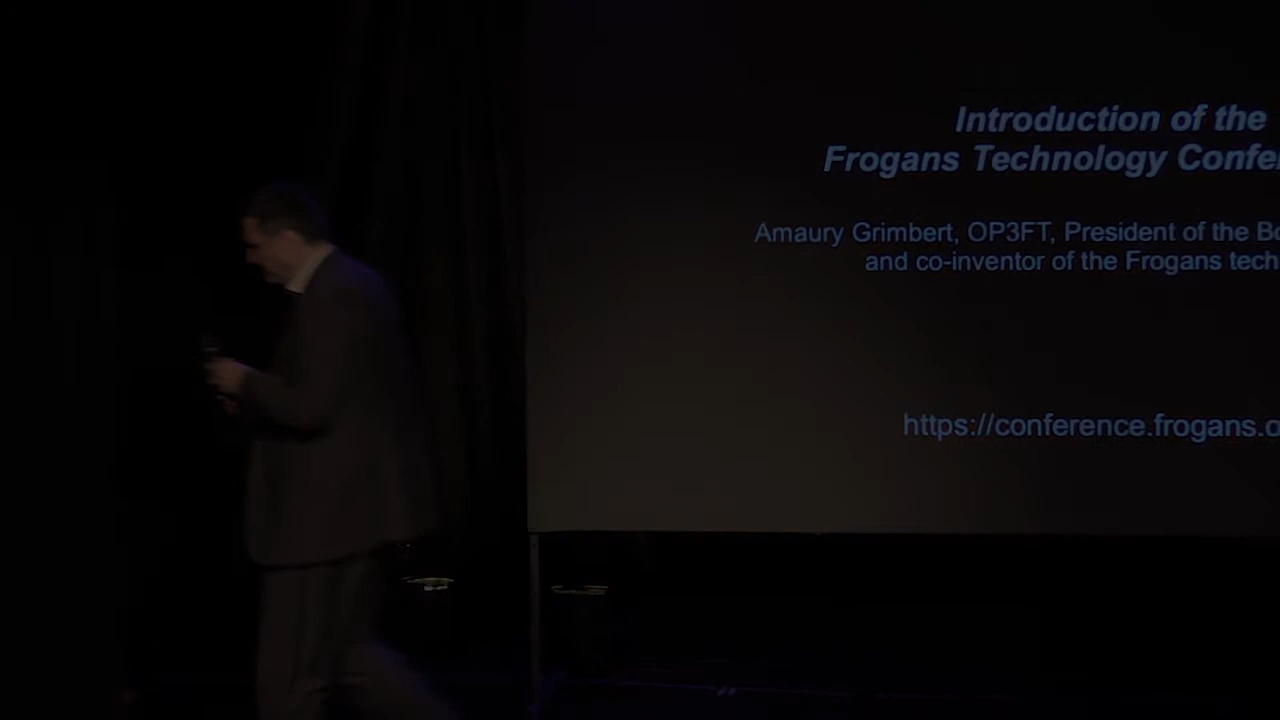 Introduction of the
Frogans Technology Confe
Amaury Grimbert, OP3FT, President of the Bo
and co-inventor of the Frogans tech
https://conference.frogans.o